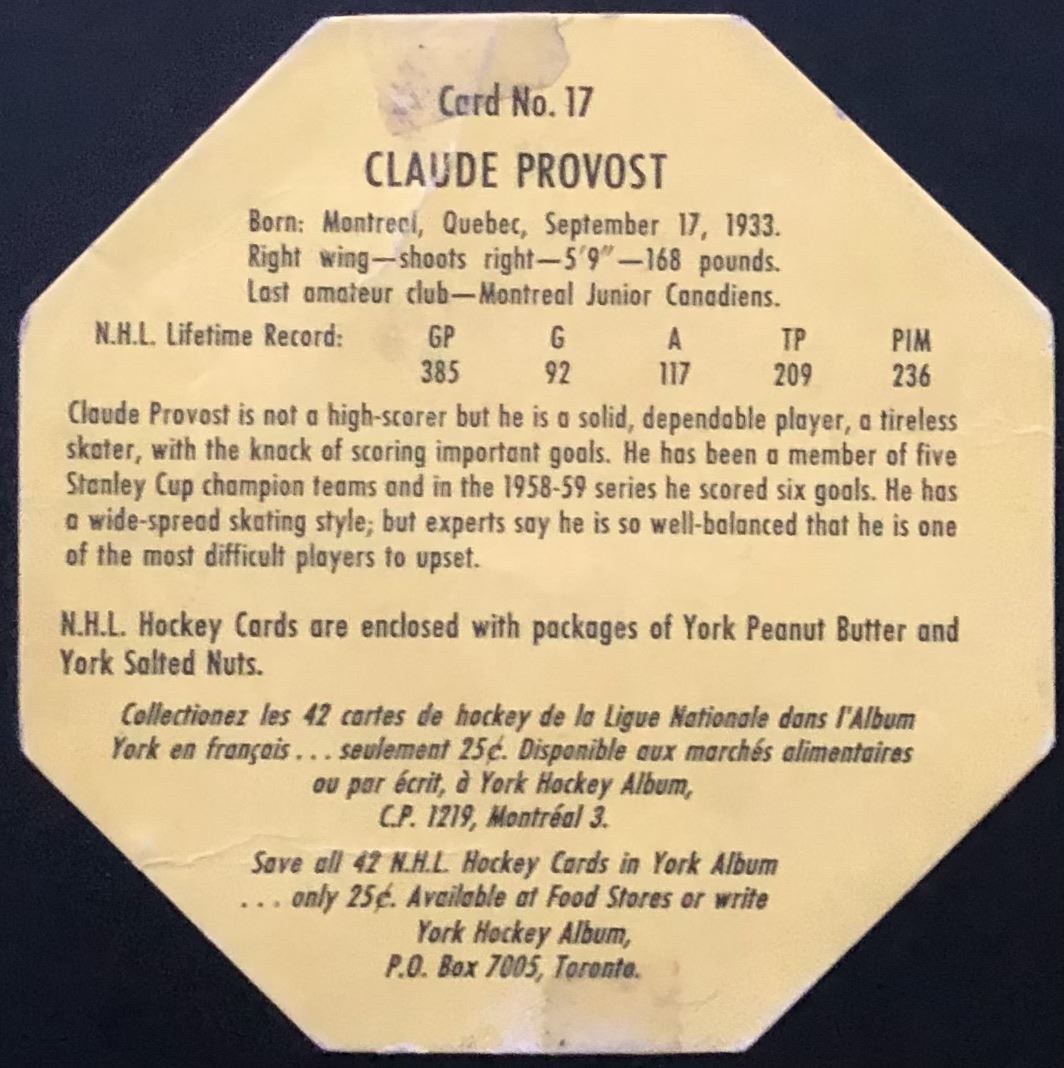 Card No. 17
CLAUDE PROVOST
Born: Montreal, Quebec, September 17, 1933.
Right wing—shoots right—5'9"—168 pounds.
Last amateur club—Montreal Junior Canadiens.
N.H.L. Lifetime Record: GP G A TP PIM
385 92 117 209 236
Claude Provost is not a high-scorer but he is a solid, dependable player, a tireless
skater, with the knack of scoring important goals. He has been a member of five
Stanley Cup champion teams and in the 1958-59 series he scored six goals. He has
a wide-spread skating style; but experts say he is so well-balanced that he is one
of the most difficult players to upset.
N.H.L. Hockey Cards are enclosed with packages of York Peanut Butter and
York Salted Nuts.
Collectionez les 42 cartes de hockey de la Ligue Nationale dans l'Album
York en français ... seulement 25¢. Disponible aux marchés alimentaires
ou par écrit, à York Hockey Album,
C.P. 1219, Montréal 3.
Save all 42 N.H.L. Hockey Cards in York Album
... only 25¢. Available at Food Stores or write
York Hockey Album,
P.O. Box 7005, Toronto.